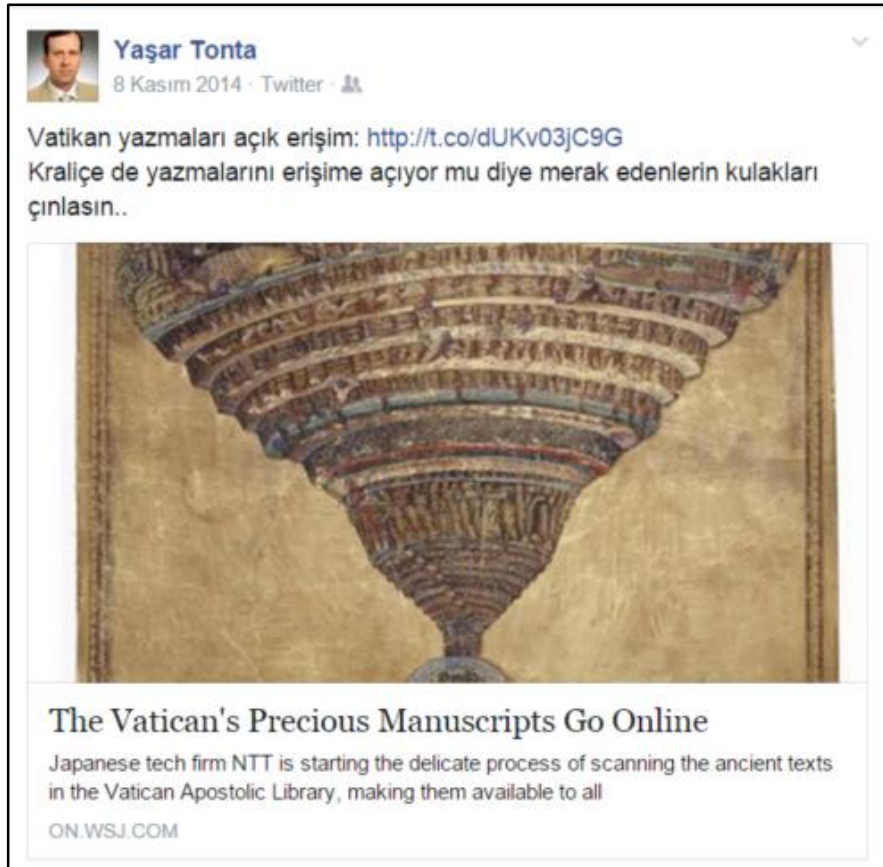 Yaşar Tonta
8 Kasım 2014 · Twitter ·
Vatikan yazmaları açık erişim: http://t.co/dUKv03jC9G
Kraliçe de yazmalarını erişime açıyor mu diye merak edenlerin kulakları
çınlasın..
The Vatican's Precious Manuscripts Go Online
Japanese tech firm NTT is starting the delicate process of scanning the ancient texts
in the Vatican Apostolic Library, making them available to all
ON.WSJ.COM